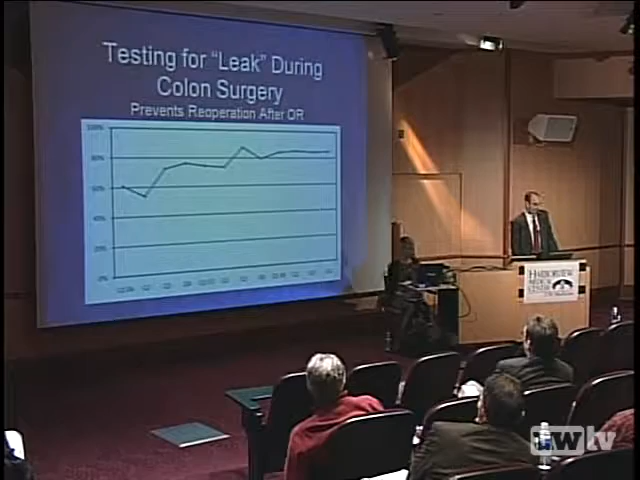 Testing for "Leak" During
Colon Surgery
Prevents Reoperation After OR
100%
80%
60%
40%
20%
0%
HARBORVIEW
MEDICAL
CENTER
uwtv